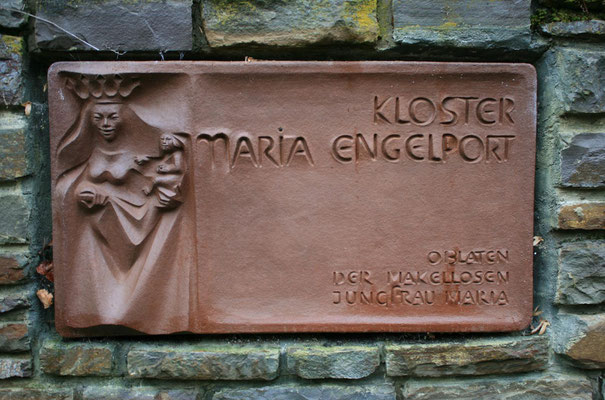 KLOSTER
MARIA ENGELPORT
OBLATEN
DER MAKELLOSEN
JUNGFRAU MARIA